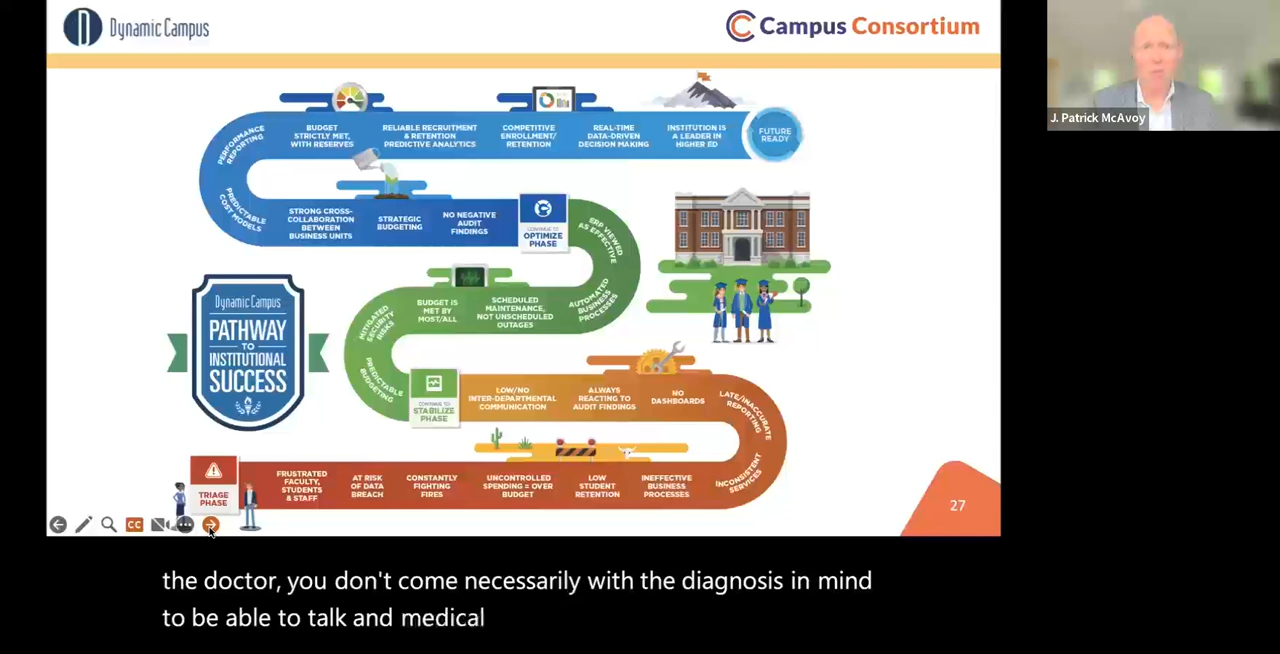 Dynamic Campus
Campus Consortium
J. Patrick McAvoy
PERFORMANCE
REPORTING
BUDGET
STRICTLY MET,
WITH RESERVES
RELIABLE RECRUITMENT
& RETENTION
PREDICTIVE ANALYTICS
COMPETITIVE
ENROLLMENT/
RETENTION
REAL-TIME
DATA-DRIVEN
DECISION MAKING
INSTITUTION IS
A LEADER IN
HIGHER ED
FUTURE
READY
PREDICTABLE
COST MODELS
STRONG CROSS-
COLLABORATION
BETWEEN
BUSINESS UNITS
STRATEGIC
BUDGETING
NO NEGATIVE
AUDIT
FINDINGS
CONTINUE TO
OPTIMIZE
PHASE
ERP VIEWED
AS EFFECTIVE
AUTOMATED
BUSINESS
PROCESSES
SCHEDULED
MAINTENANCE,
NOT UNSCHEDULED
OUTAGES
BUDGET IS
MET BY
MOST/ALL
MITIGATED
SECURITY
RISKS
PREDICTABLE
BUDGETING
Dynamic Campus
PATHWAY
TO
INSTITUTIONAL
SUCCESS
CONTINUE TO
STABILIZE
PHASE
LOW/NO
INTER-DEPARTMENTAL
COMMUNICATION
ALWAYS
REACTING TO
AUDIT FINDINGS
NO
DASHBOARDS
LATE/INACCURATE
REPORTING
INCONSISTENT
SERVICES
TRIAGE
PHASE
FRUSTRATED
FACULTY,
STUDENTS
& STAFF
AT RISK
OF DATA
BREACH
CONSTANTLY
FIGHTING
FIRES
UNCONTROLLED
SPENDING = OVER
BUDGET
LOW
STUDENT
RETENTION
INEFFECTIVE
BUSINESS
PROCESSES
27
CC
the doctor, you don't come necessarily with the diagnosis in mind
to be able to talk and medical